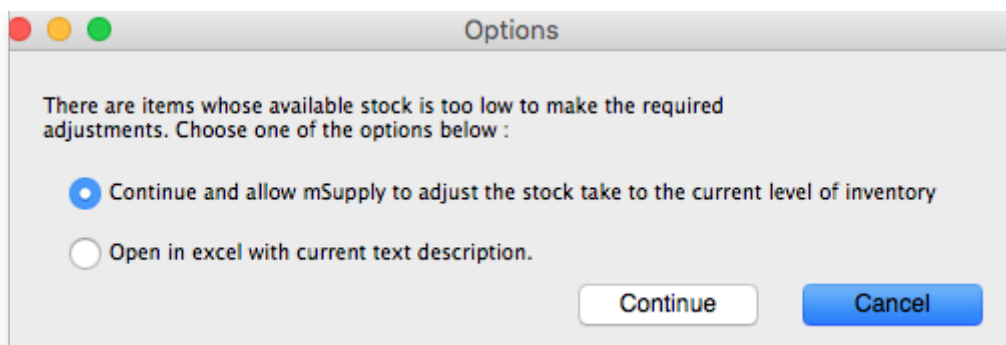 Options
There are items whose available stock is too low to make the required
adjustments. Choose one of the options below :
Continue and allow mSupply to adjust the stock take to the current level of inventory
Open in excel with current text description.
Continue Cancel